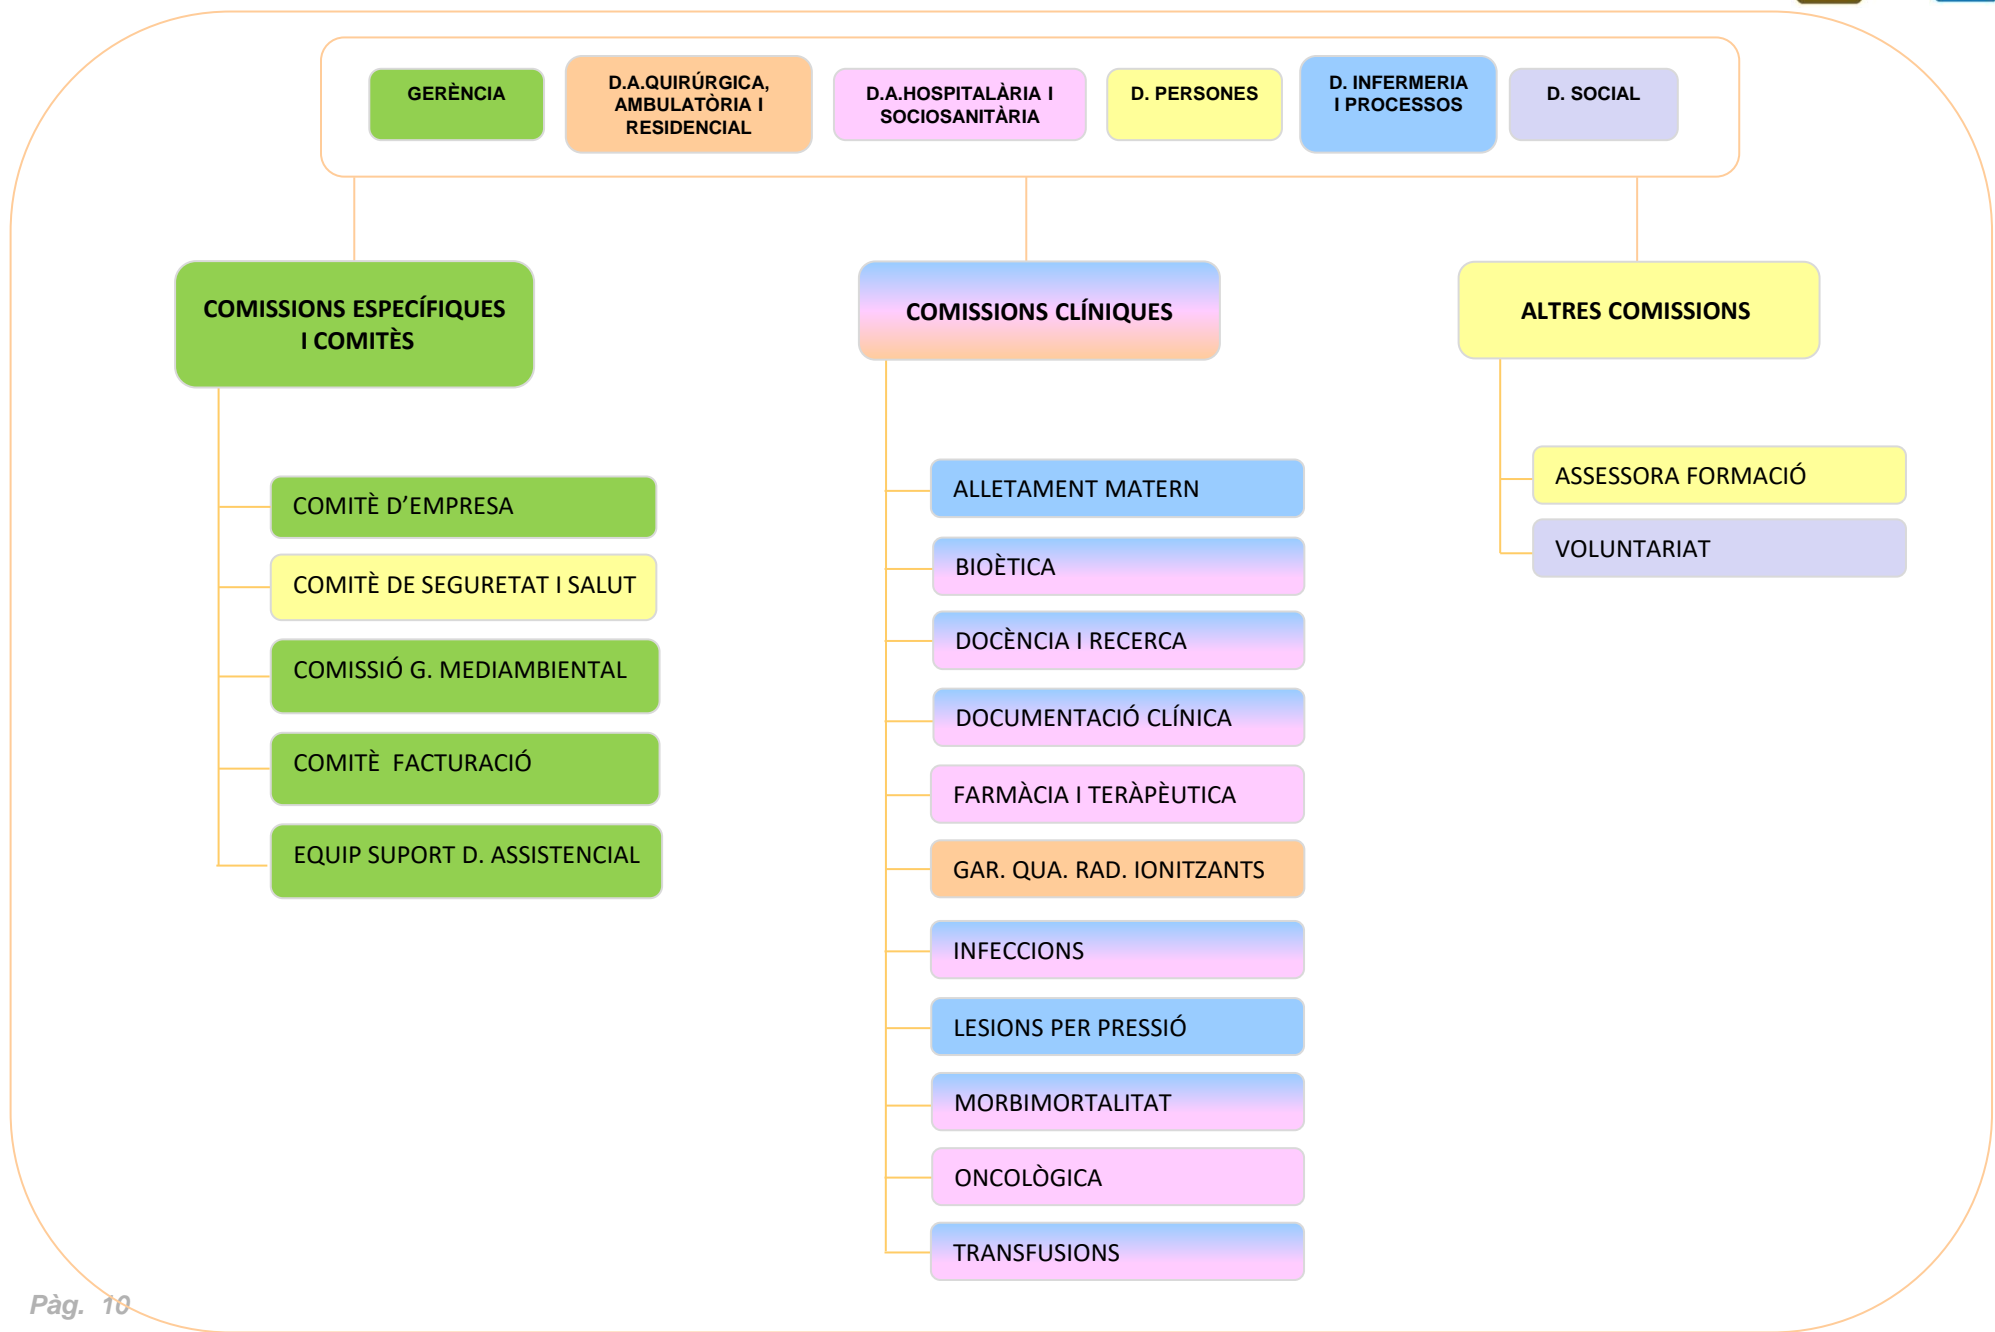 GERÈNCIA
D.A.QUIRÚRGICA,
AMBULATÒRIA I
RESIDENCIAL
D.A.HOSPITALÀRIA I
SOCIOSANITÀRIA
D. PERSONES
D. INFERMERIA
I PROCESSOS
D. SOCIAL
COMISSIONS ESPECÍFIQUES
I COMITÈS
COMITÈ D’EMPRESA
COMITÈ DE SEGURETAT I SALUT
COMISSIÓ G. MEDIAMBIENTAL
COMITÈ FACTURACIÓ
EQUIP SUPORT D. ASSISTENCIAL
COMISSIONS CLÍNIQUES
ALLETAMENT MATERN
BIOÈTICA
DOCÈNCIA I RECERCA
DOCUMENTACIÓ CLÍNICA
FARMÀCIA I TERÀPÈUTICA
GAR. QUA. RAD. IONITZANTS
INFECCIONS
LESIONS PER PRESSIÓ
MORBIMORTALITAT
ONCOLÒGICA
TRANSFUSIONS
ALTRES COMISSIONS
ASSESSORA FORMACIÓ
VOLUNTARIAT
Pàg. 10